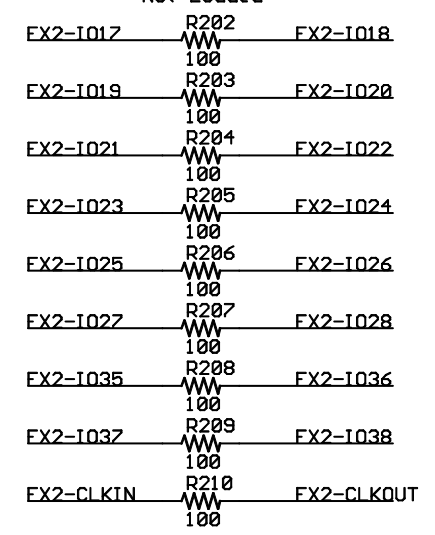 R202
FX2-IO17 FX2-IO18
100
R203
FX2-IO19 FX2-IO20
100
R204
FX2-IO21 FX2-IO22
100
R205
FX2-IO23 FX2-IO24
100
R206
FX2-IO25 FX2-IO26
100
R207
FX2-IO27 FX2-IO28
100
R208
FX2-IO35 FX2-IO36
100
R209
FX2-IO37 FX2-IO38
100
R210
FX2-CLKIN FX2-CLKOUT
100